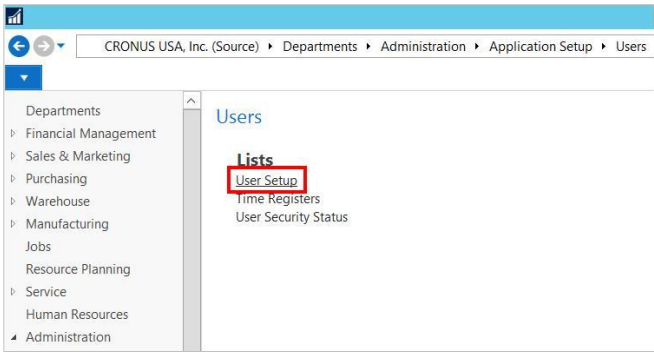 CRONUS USA, Inc. (Source) ▸ Departments ▸ Administration ▸ Application Setup ▸ Users
Departments
Financial Management
Sales & Marketing
Purchasing
Warehouse
Manufacturing
Jobs
Resource Planning
Service
Human Resources
Administration
Users
Lists
User Setup
Time Registers
User Security Status